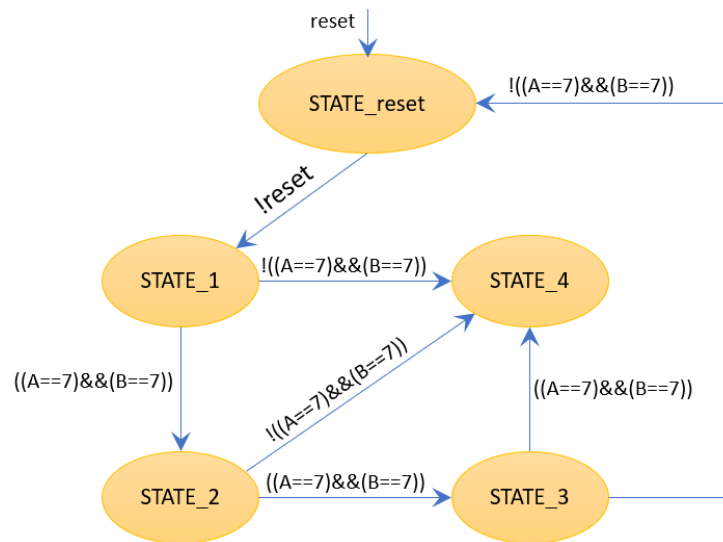 reset
STATE_reset
!((A==7)&&(B==7))
!reset
STATE_1
!((A==7)&&(B==7))
STATE_4
((A==7)&&(B==7))
!((A==7)&&(B==7))
((A==7)&&(B==7))
STATE_2
((A==7)&&(B==7))
STATE_3